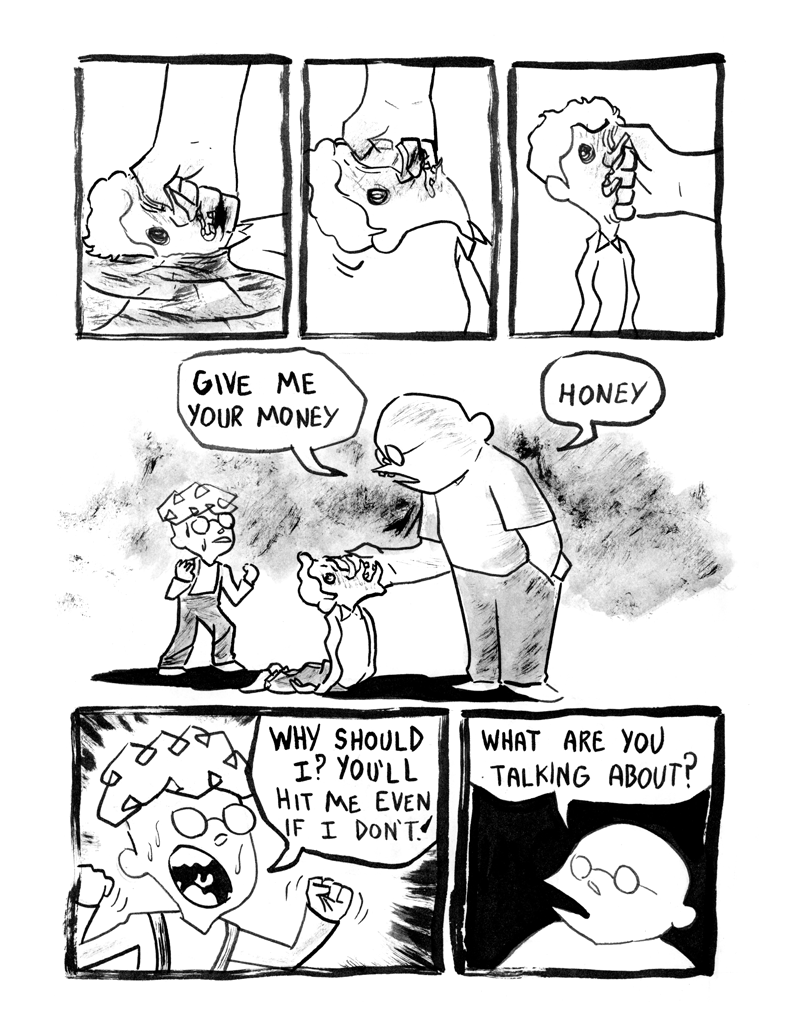 GIVE ME
YOUR MONEY
HONEY
WHY SHOULD
I? YOU'LL
HIT ME EVEN
IF I DON'T!
WHAT ARE YOU
TALKING ABOUT?